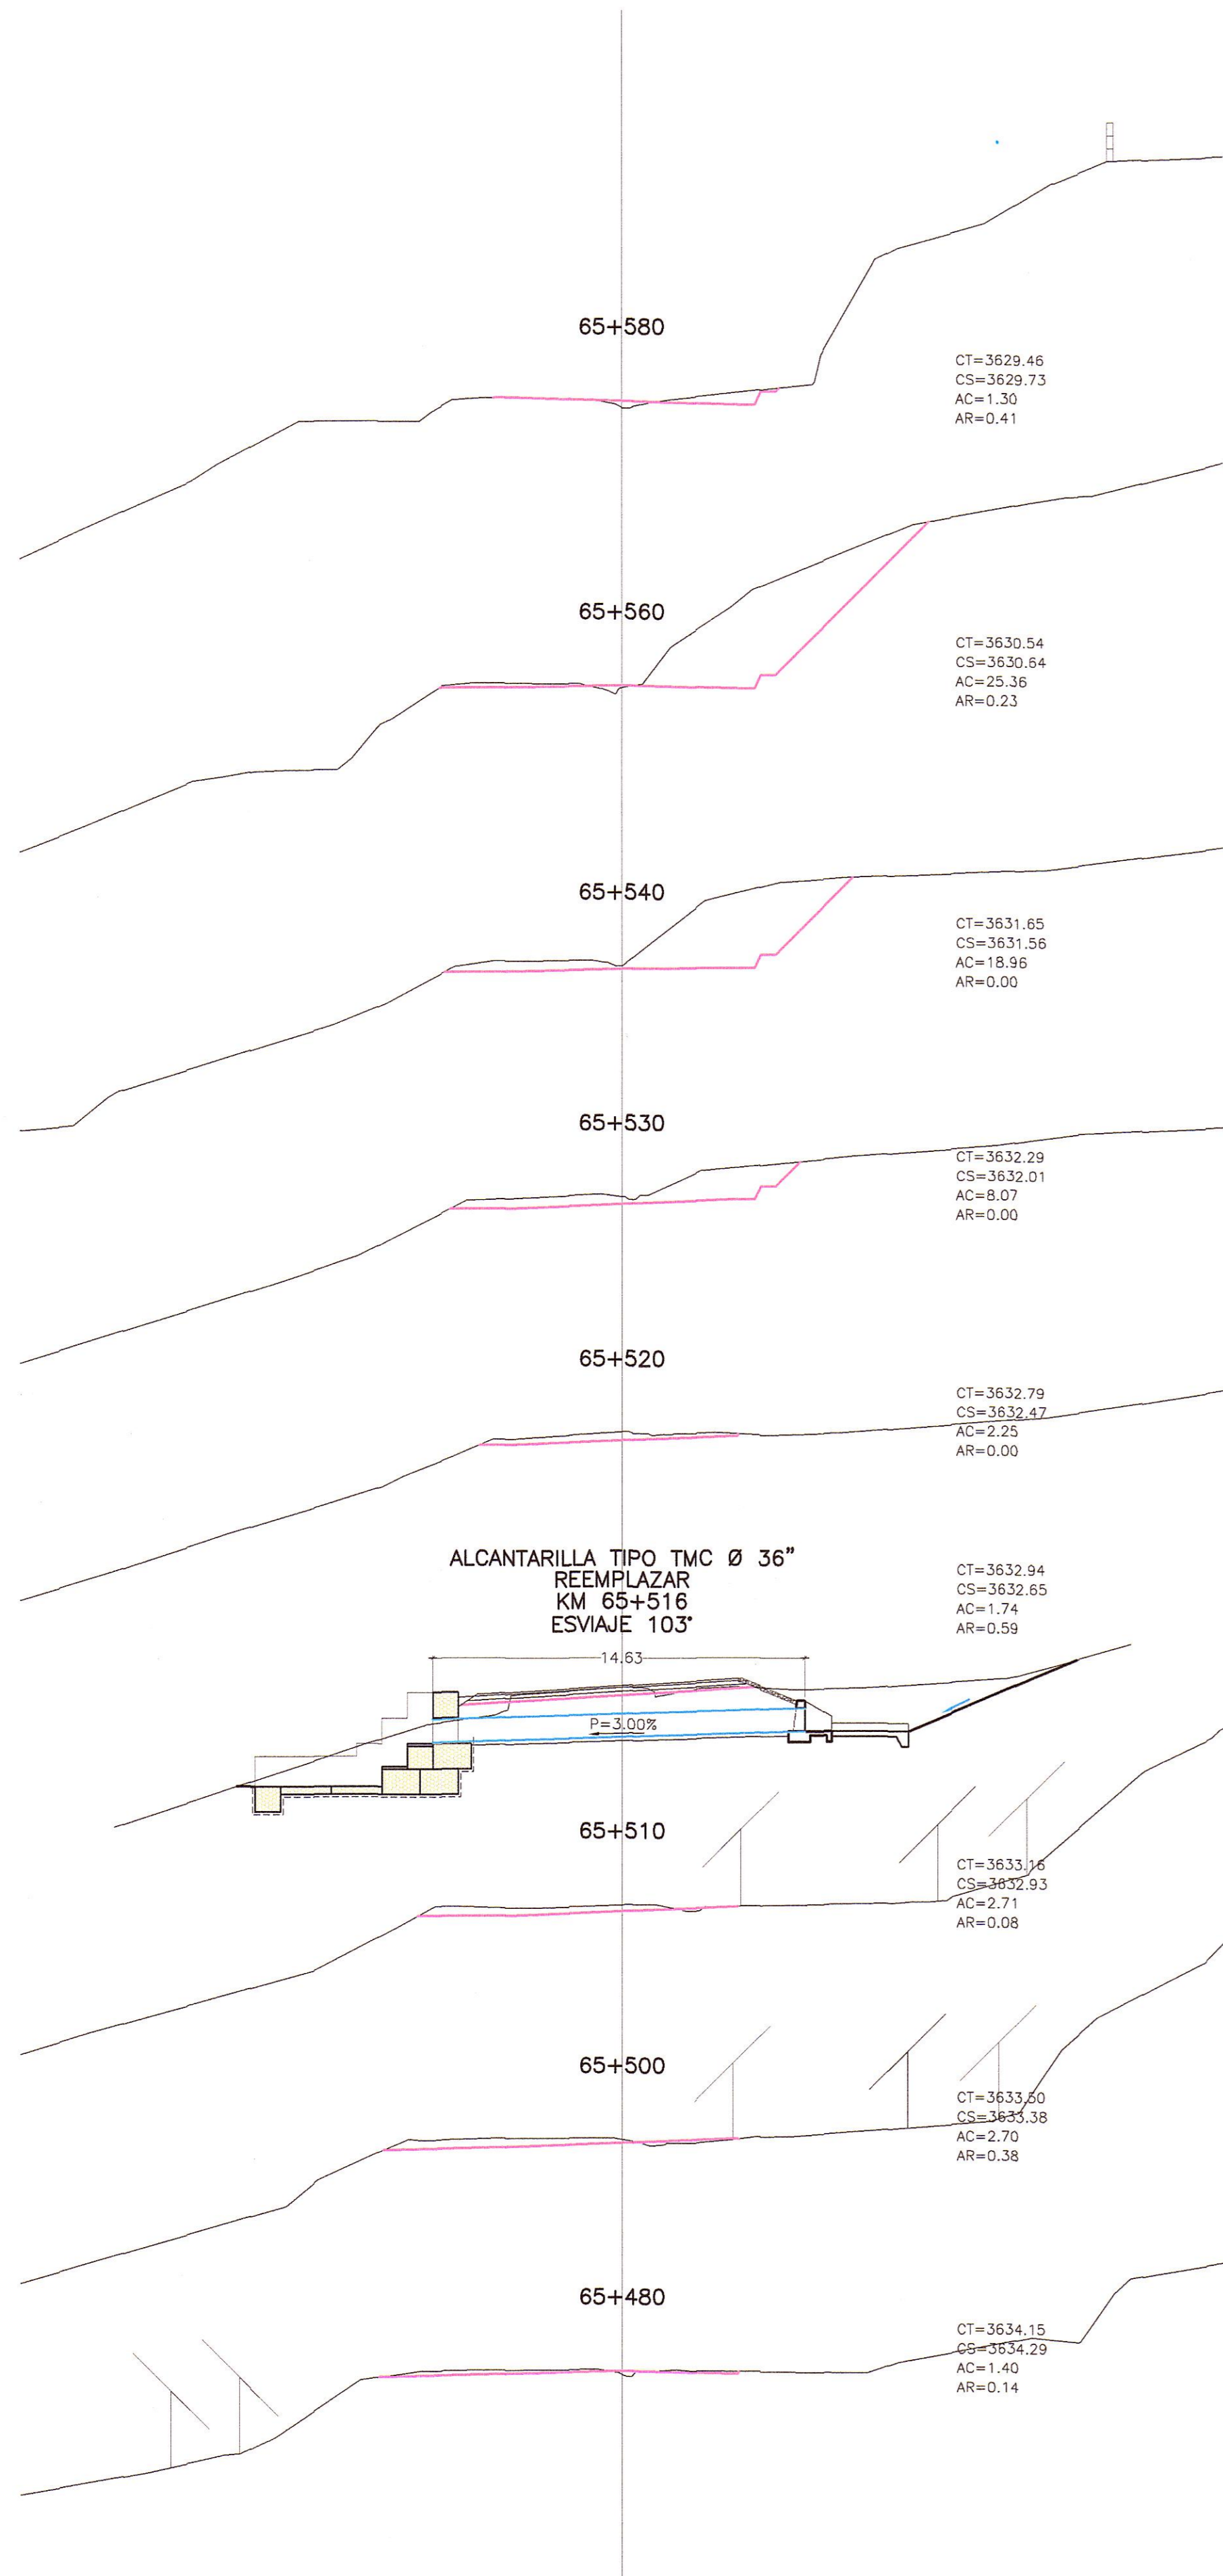 65+580
CT=3629.46
CS=3629.73
AC=1.30
AR=0.41
65+560
CT=3630.54
CS=3630.64
AC=25.36
AR=0.23
65+540
CT=3631.65
CS=3631.56
AC=18.96
AR=0.00
65+530
CT=3632.29
CS=3632.01
AC=8.07
AR=0.00
65+520
CT=3632.79
CS=3632.47
AC=2.25
AR=0.00
ALCANTARILLA TIPO TMC Ø 36"
REEMPLAZAR
KM 65+516
ESVIAJE 103°
CT=3632.94
CS=3632.65
AC=1.74
AR=0.59
14.63
P=3.00%
65+510
CT=3633.16
CS=3632.93
AC=2.71
AR=0.08
65+500
CT=3633.50
CS=3633.38
AC=2.70
AR=0.38
65+480
CT=3634.15
CS=3634.29
AC=1.40
AR=0.14